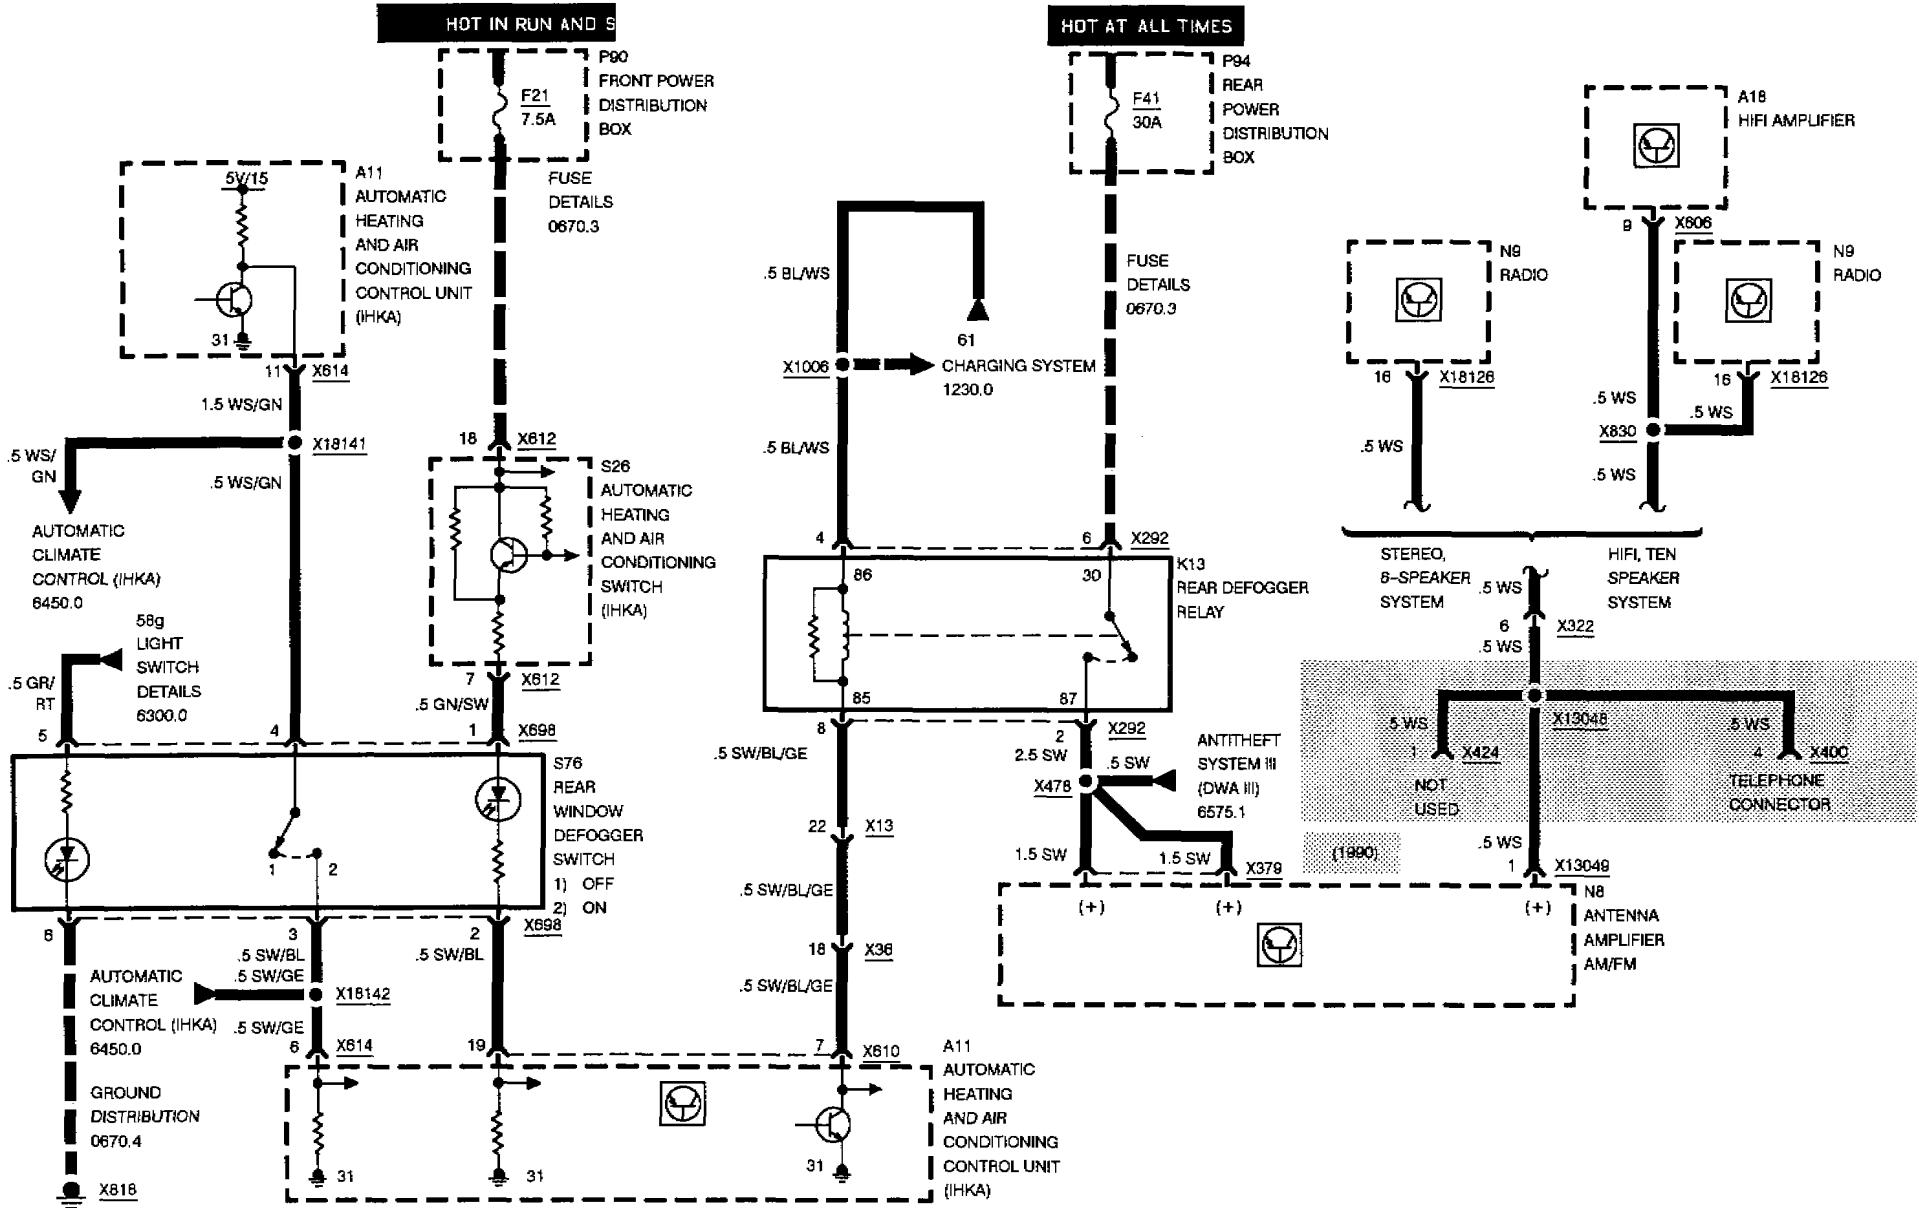 HOT IN RUN AND S
P90
FRONT POWER
DISTRIBUTION
BOX
F21
7.5A
FUSE
DETAILS
0670.3
HOT AT ALL TIMES
P94
REAR
POWER
DISTRIBUTION
BOX
F41
30A
FUSE
DETAILS
0670.3
A18
HIFI AMPLIFIER
9
X606
N9
RADIO
16
X18126
.5 WS
N9
RADIO
16
X18126
.5 WS
.5 WS
X830
.5 WS
STEREO,
6-SPEAKER
SYSTEM
HIFI, TEN
SPEAKER
SYSTEM
.5 WS
6
X322
.5 WS
X13048
.5 WS
1
X424
NOT
USED
.5 WS
4
X400
TELEPHONE
CONNECTOR
(1990)
.5 WS
1
X13049
A11
AUTOMATIC
HEATING
AND AIR
CONDITIONING
CONTROL UNIT
(IHKA)
5V/15
31
11
X614
1.5 WS/GN
X18141
.5 WS/
GN
.5 WS/GN
AUTOMATIC
CLIMATE
CONTROL (IHKA)
6450.0
58g
LIGHT
SWITCH
DETAILS
6300.0
.5 GR/
RT
18
X612
S26
AUTOMATIC
HEATING
AND AIR
CONDITIONING
SWITCH
(IHKA)
7
X612
.5 GN/SW
5
4
1
X698
S76
REAR
WINDOW
DEFOGGER
SWITCH
1) OFF
2) ON
1
2
6
3
2
X698
.5 SW/BL
.5 SW/GE
.5 SW/BL
AUTOMATIC
CLIMATE
CONTROL (IHKA)
6450.0
X18142
.5 SW/GE
6
X614
19
7
X610
GROUND
DISTRIBUTION
0670.4
X818
31
31
31
A11
AUTOMATIC
HEATING
AND AIR
CONDITIONING
CONTROL UNIT
(IHKA)
.5 BL/WS
61
X1006
CHARGING SYSTEM
1230.0
.5 BL/WS
4
6
X292
86
30
K13
REAR DEFOGGER
RELAY
85
87
8
2
X292
.5 SW/BL/GE
22
X13
.5 SW/BL/GE
18
X36
.5 SW/BL/GE
2.5 SW
X478
.5 SW
ANTITHEFT
SYSTEM III
(DWA III)
6575.1
1.5 SW
1.5 SW
X379
(+)
(+)
(+)
N8
ANTENNA
AMPLIFIER
AM/FM